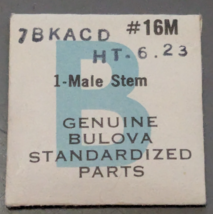 7BKACD #16M
HT-6.23
1-Male Stem
B
GENUINE
BULOVA
STANDARDIZED
PARTS